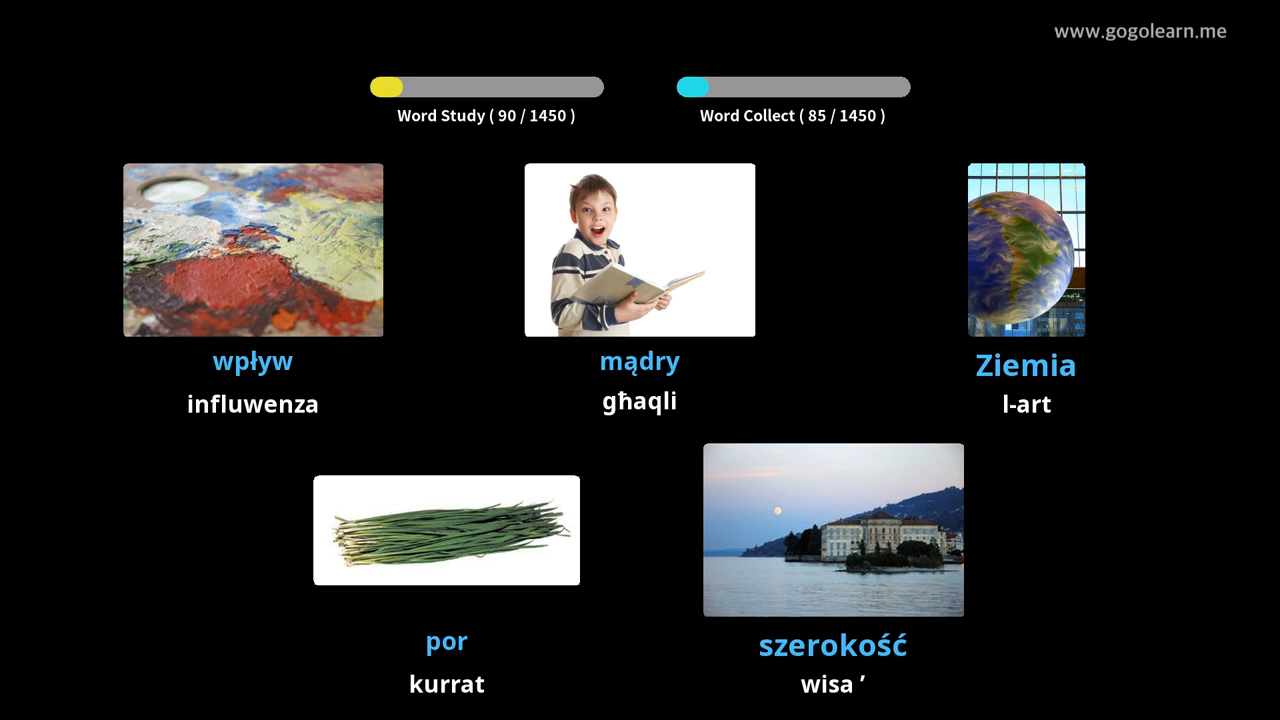 www.gogolearn.me
Word Study ( 90 / 1450 )
Word Collect ( 85 / 1450 )
wpływ
influwenza
mądry
għaqli
Ziemia
l-art
por
kurrat
szerokość
wisa ’